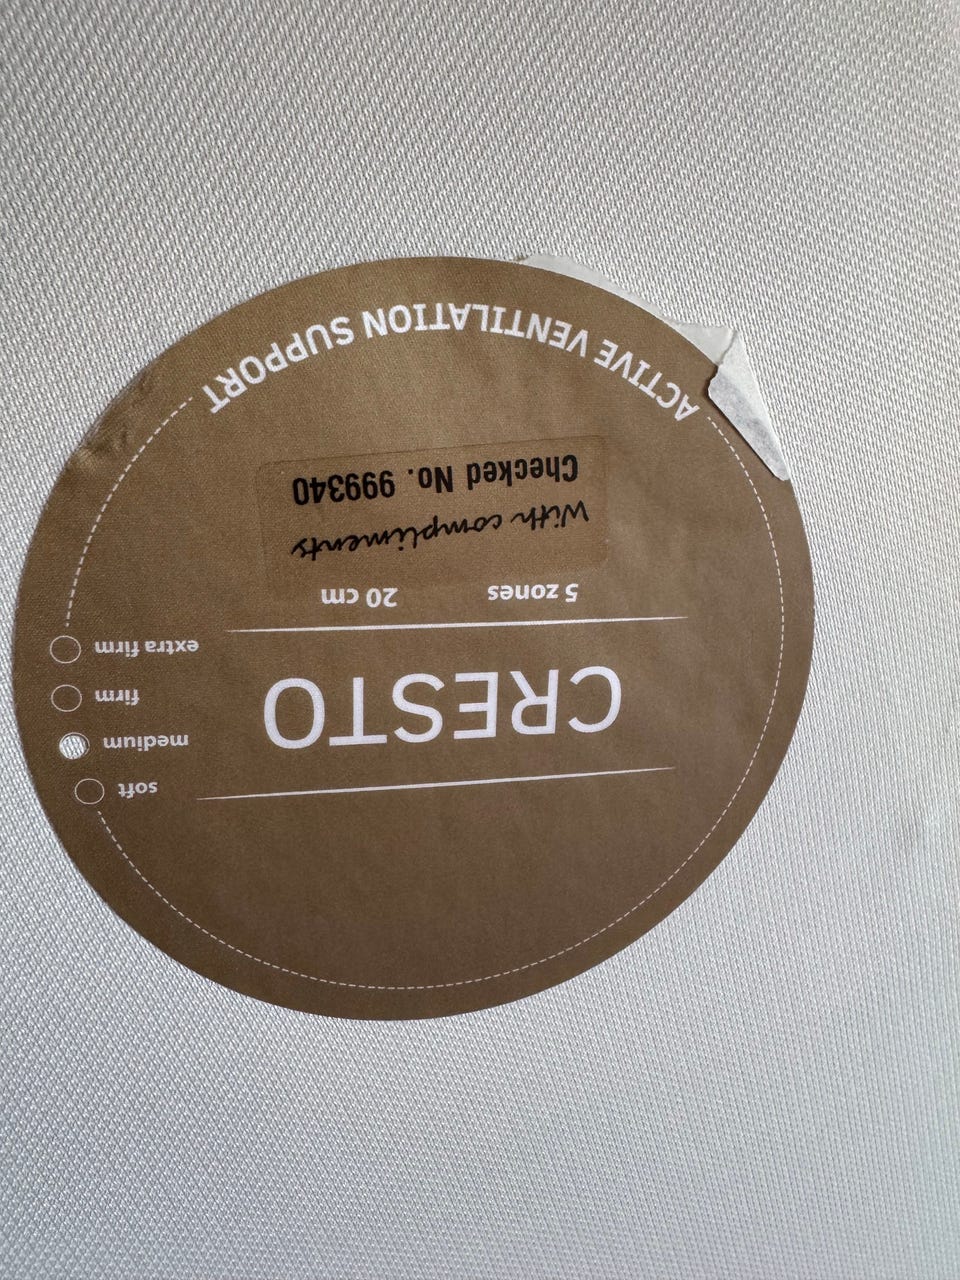 soft
medium
firm
extra firm
CRESTO
5 zones 20 cm
With compliments
Checked No. 999340
ACTIVE VENTILATION SUPPORT